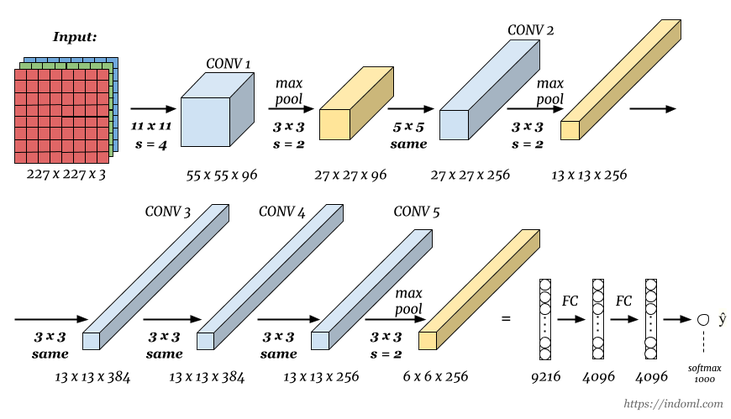 Input:
CONV 1
CONV 2
max
pool
max
pool
11 x 11
s = 4
3 x 3
s = 2
5 x 5
same
3 x 3
s = 2
227 x 227 x 3
55 x 55 x 96
27 x 27 x 96
27 x 27 x 256
13 x 13 x 256
CONV 3
CONV 4
CONV 5
max
pool
FC
FC
=
ŷ
3 x 3
same
3 x 3
same
3 x 3
same
3 x 3
s = 2
13 x 13 x 384
13 x 13 x 384
13 x 13 x 256
6 x 6 x 256
9216
4096
4096
softmax
1000
https://indoml.com